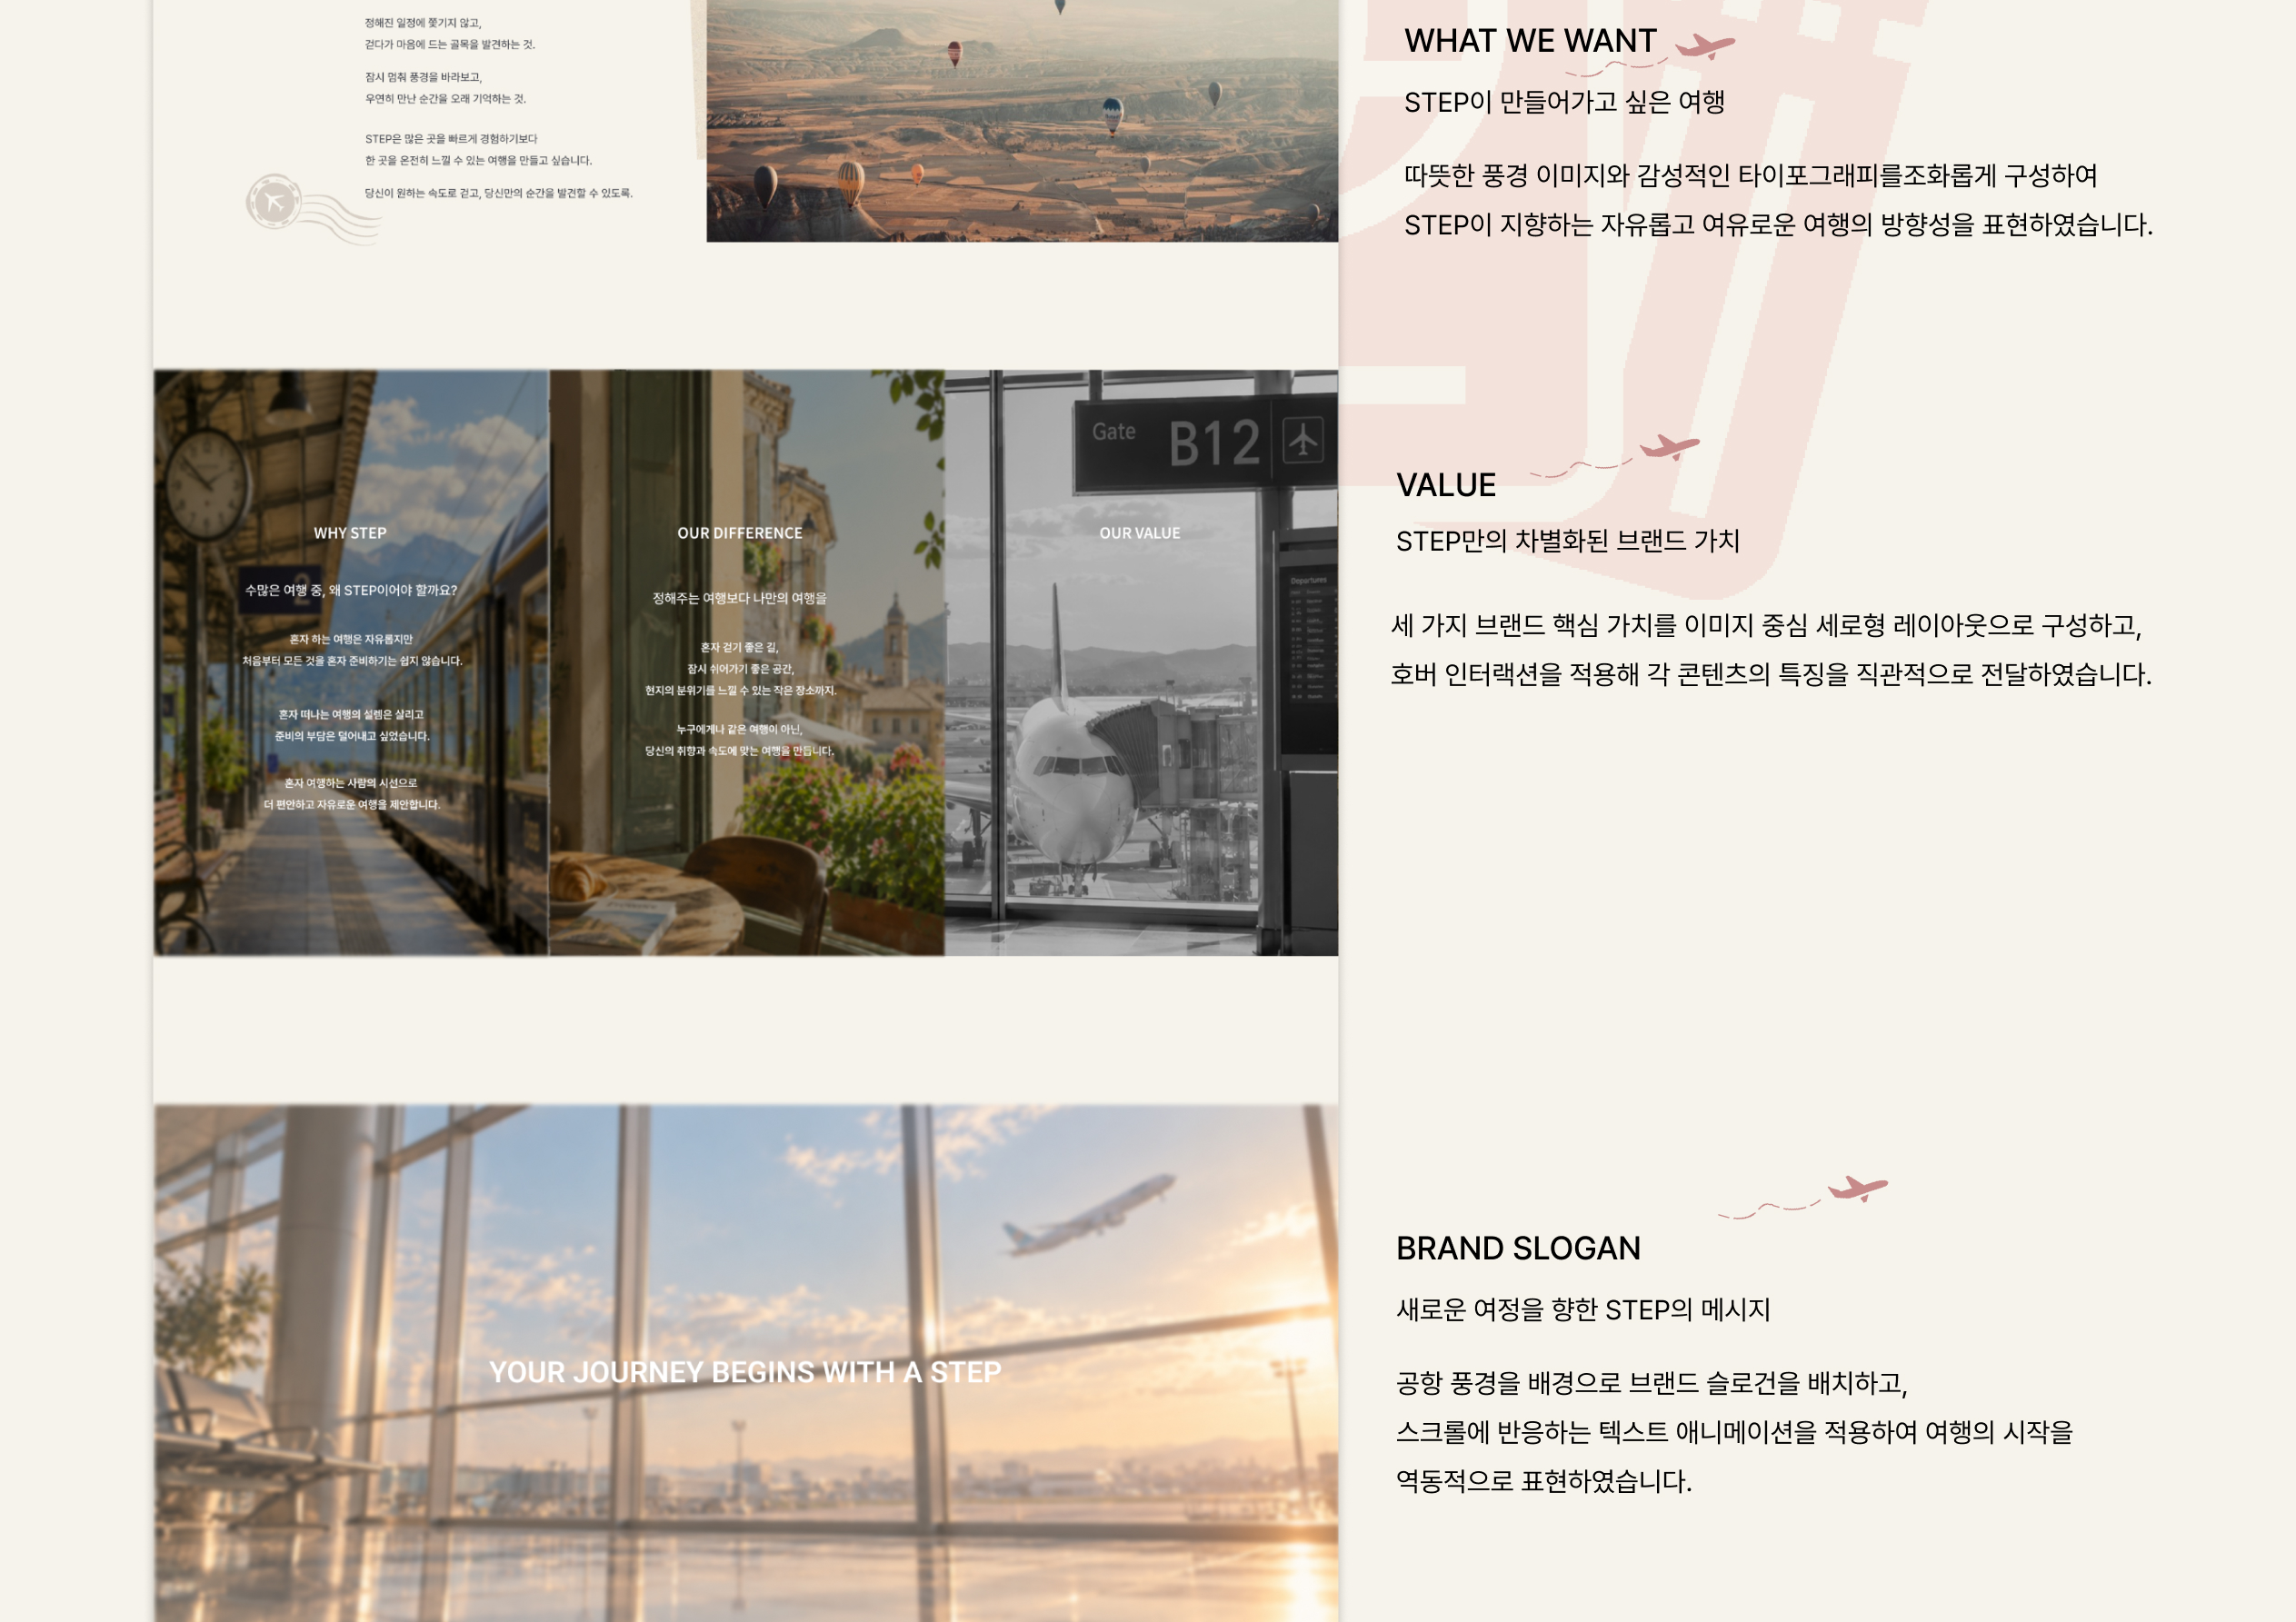 정해진 일정에 쫓기지 않고,
걷다가 마음에 드는 골목을 발견하는 것.
잠시 멈춰 풍경을 바라보고,
우연히 만난 순간을 오래 기억하는 것.
STEP은 많은 곳을 빠르게 경험하기보다
한 곳을 온전히 느낄 수 있는 여행을 만들고 싶습니다.
당신이 원하는 속도로 걷고, 당신만의 순간을 발견할 수 있도록.
WHAT WE WANT
STEP이 만들어가고 싶은 여행
따뜻한 풍경 이미지와 감성적인 타이포그래피를조화롭게 구성하여
STEP이 지향하는 자유롭고 여유로운 여행의 방향성을 표현하였습니다.
WHY STEP
수많은 여행 중, 왜 STEP이어야 할까요?
혼자 하는 여행은 자유롭지만
처음부터 모든 것을 혼자 준비하기는 쉽지 않습니다.
혼자 떠나는 여행의 설렘은 살리고
준비의 부담은 덜어내고 싶었습니다.
혼자 여행하는 사람의 시선으로
더 편안하고 자유로운 여행을 제안합니다.
2
OUR DIFFERENCE
정해주는 여행보다 나만의 여행을
혼자 걷기 좋은 길,
잠시 쉬어가기 좋은 공간,
현지의 분위기를 느낄 수 있는 작은 장소까지.
누구에게나 같은 여행이 아닌,
당신의 취향과 속도에 맞는 여행을 만듭니다.
Gate B12
OUR VALUE
Departures
VALUE
STEP만의 차별화된 브랜드 가치
세 가지 브랜드 핵심 가치를 이미지 중심 세로형 레이아웃으로 구성하고,
호버 인터랙션을 적용해 각 콘텐츠의 특징을 직관적으로 전달하였습니다.
YOUR JOURNEY BEGINS WITH A STEP
BRAND SLOGAN
새로운 여정을 향한 STEP의 메시지
공항 풍경을 배경으로 브랜드 슬로건을 배치하고,
스크롤에 반응하는 텍스트 애니메이션을 적용하여 여행의 시작을
역동적으로 표현하였습니다.